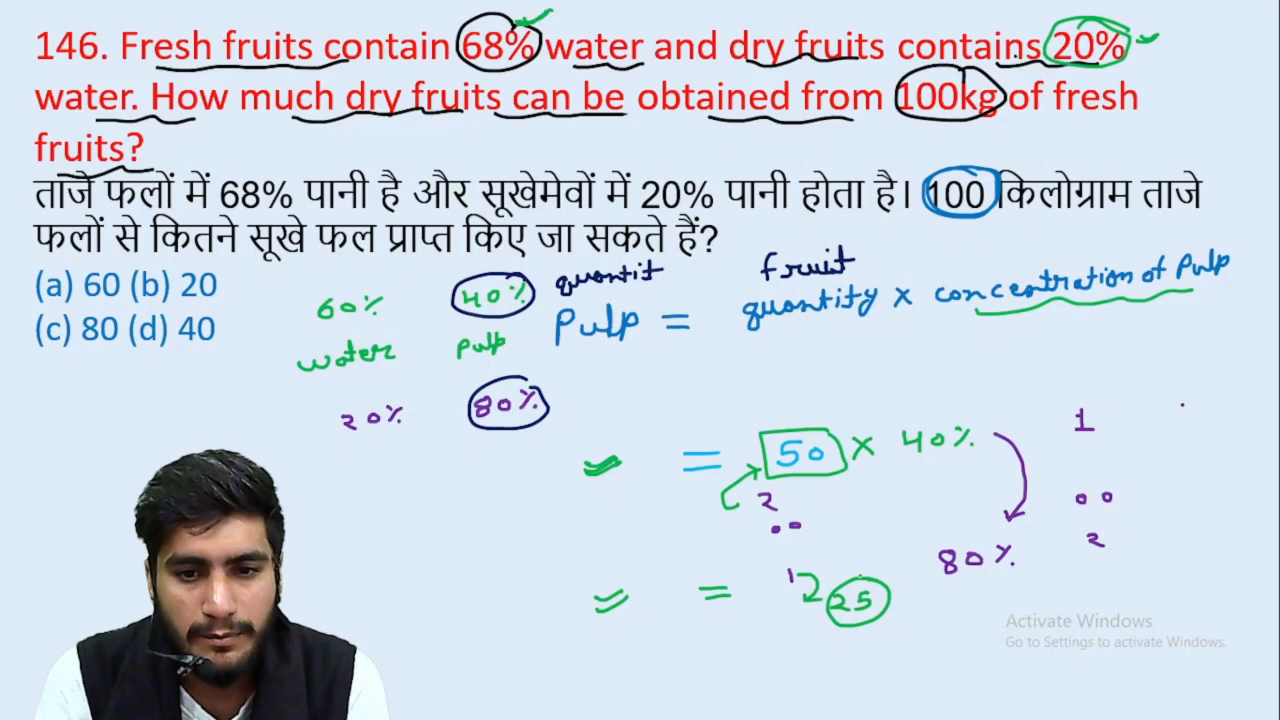 146. Fresh fruits contain 68% water and dry fruits contains 20%
water. How much dry fruits can be obtained from 100kg of fresh
fruits?
ताजे फलों में 68% पानी है और सूखेमेवों में 20% पानी होता है। 100 किलोग्राम ताजे
फलों से कितने सूखे फल प्राप्त किए जा सकते हैं?
(a) 60 (b) 20
(c) 80 (d) 40
60% 40%
water pulp
20% 80%
quantit fruit
Pulp = quantity × concentration of Pulp
= 50 × 40% 1
2
80% 2
= 1 2 25
Activate Windows
Go to Settings to activate Windows.